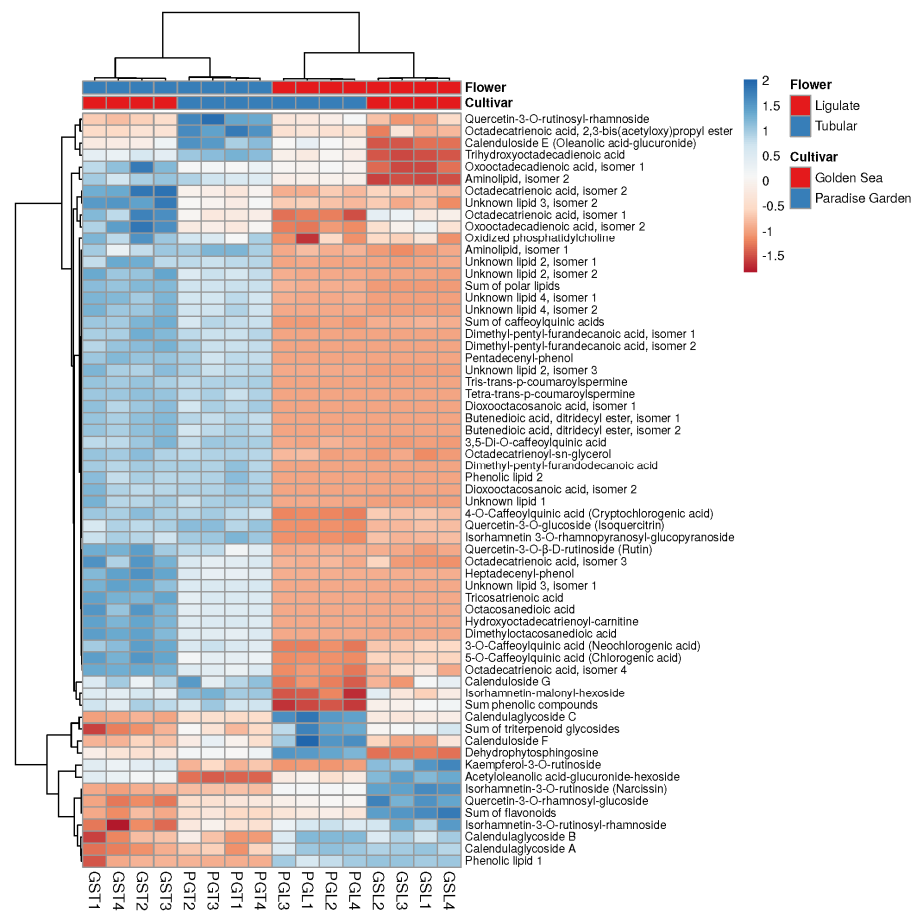 Flower
Cultivar
Quercetin-3-O-rutinosyl-rhamnoside
Octadecatrienoic acid, 2,3-bis(acetyloxy)propyl ester
Calenduloside E (Oleanolic acid-glucuronide)
Trihydroxyoctadecadienoic acid
Oxooctadecadienoic acid, isomer 1
Aminolipid, isomer 2
Octadecatrienoic acid, isomer 2
Unknown lipid 3, isomer 2
Octadecatrienoic acid, isomer 1
Oxooctadecadienoic acid, isomer 2
Oxidized phosphatidylcholine
Aminolipid, isomer 1
Unknown lipid 2, isomer 1
Unknown lipid 2, isomer 2
Sum of polar lipids
Unknown lipid 4, isomer 1
Unknown lipid 4, isomer 2
Sum of caffeoylquinic acids
Dimethyl-pentyl-furandecanoic acid, isomer 1
Dimethyl-pentyl-furandecanoic acid, isomer 2
Pentadecenyl-phenol
Unknown lipid 2, isomer 3
Tris-trans-p-coumaroylspermine
Tetra-trans-p-coumaroylspermine
Dioxooctacosanoic acid, isomer 1
Butenedioic acid, ditridecyl ester, isomer 1
Butenedioic acid, ditridecyl ester, isomer 2
3,5-Di-O-caffeoylquinic acid
Octadecatrienoyl-sn-glycerol
Dimethyl-pentyl-furandodecanoic acid
Phenolic lipid 2
Dioxooctacosanoic acid, isomer 2
Unknown lipid 1
4-O-Caffeoylquinic acid (Cryptochlorogenic acid)
Quercetin-3-O-glucoside (Isoquercitrin)
Isorhamnetin 3-O-rhamnopyranosyl-glucopyranoside
Quercetin-3-O-β-D-rutinoside (Rutin)
Octadecatrienoic acid, isomer 3
Heptadecenyl-phenol
Unknown lipid 3, isomer 1
Tricosatrienoic acid
Octacosanedioic acid
Hydroxyoctadecatrienoyl-carnitine
Dimethyloctacosanedioic acid
3-O-Caffeoylquinic acid (Neochlorogenic acid)
5-O-Caffeoylquinic acid (Chlorogenic acid)
Octadecatrienoic acid, isomer 4
Calenduloside G
Isorhamnetin-malonyl-hexoside
Sum phenolic compounds
Calendulaglycoside C
Sum of triterpenoid glycosides
Calenduloside F
Dehydrophytosphingosine
Kaempferol-3-O-rutinoside
Acetyloleanolic acid-glucuronide-hexoside
Isorhamnetin-3-O-rutinoside (Narcissin)
Quercetin-3-O-rhamnosyl-glucoside
Sum of flavonoids
Isorhamnetin-3-O-rutinosyl-rhamnoside
Calendulaglycoside B
Calendulaglycoside A
Phenolic lipid 1
GST1
GST4
GST2
GST3
PGT2
PGT3
PGT1
PGT4
PGL3
PGL1
PGL2
PGL4
GSL2
GSL3
GSL1
GSL4
2
1.5
1
0.5
0
-0.5
-1
-1.5
Flower
Ligulate
Tubular
Cultivar
Golden Sea
Paradise Garden